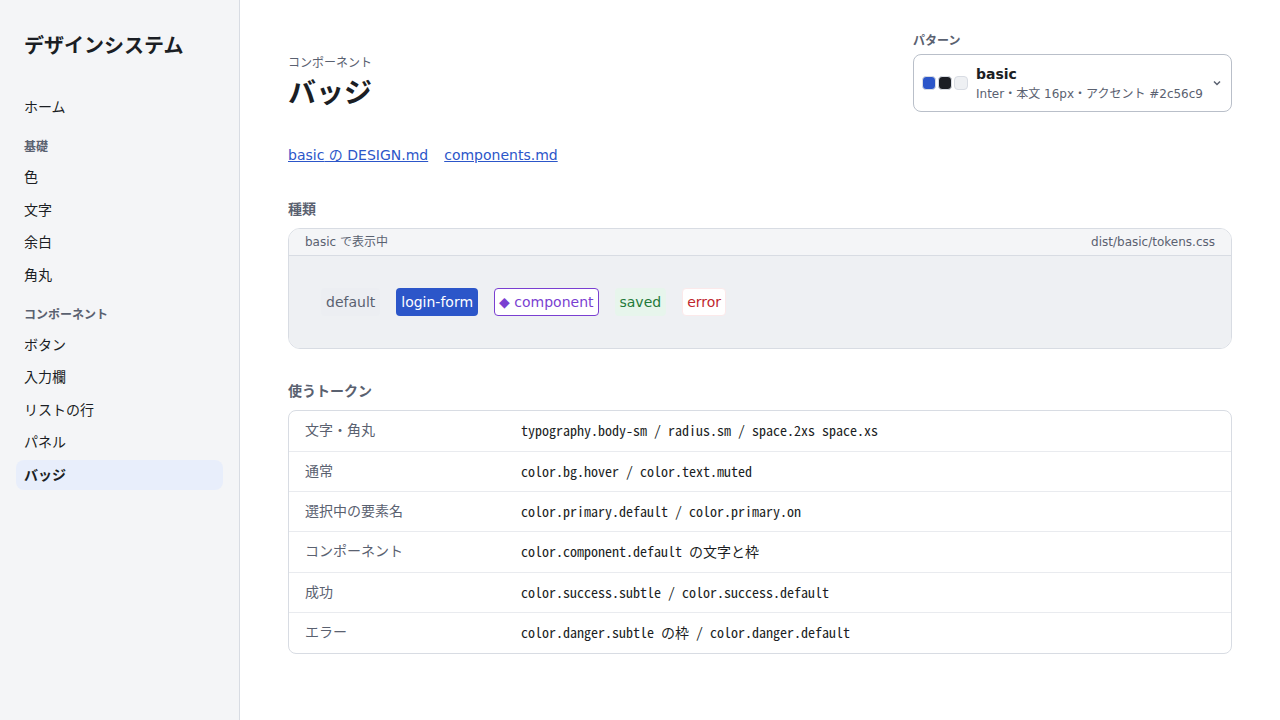 デザインシステム
ホーム
基礎
色
文字
余白
角丸
コンポーネント
ボタン
入力欄
リストの行
パネル
バッジ
コンポーネント
バッジ
パターン
basic
Inter・本文 16px・アクセント #2c56c9
basic の DESIGN.md components.md
種類
basic で表示中 dist/basic/tokens.css
default login-form ◆ component saved error
使うトークン
文字・角丸 typography.body-sm / radius.sm / space.2xs space.xs
通常 color.bg.hover / color.text.muted
選択中の要素名 color.primary.default / color.primary.on
コンポーネント color.component.default の文字と枠
成功 color.success.subtle / color.success.default
エラー color.danger.subtle の枠 / color.danger.default